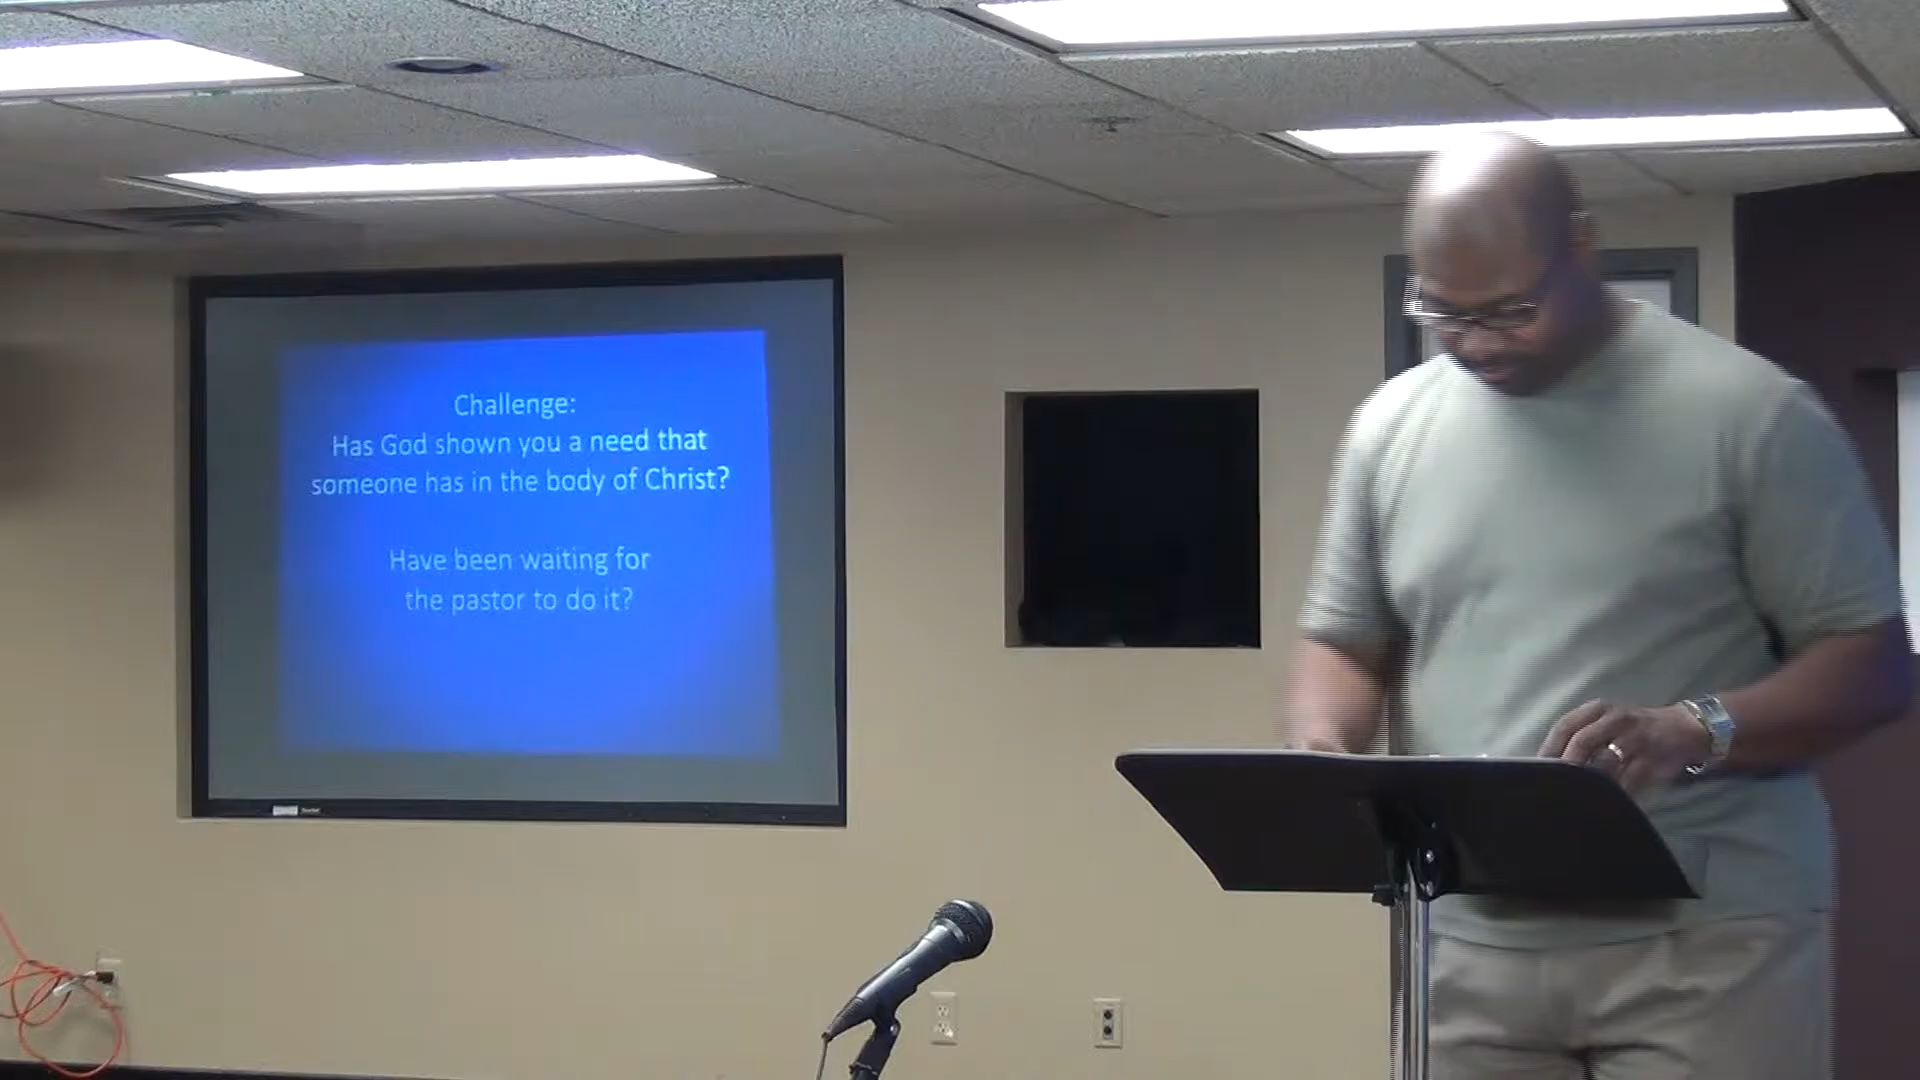 Challenge:
Has God shown you a need that
someone has in the body of Christ?
Have been waiting for
the pastor to do it?